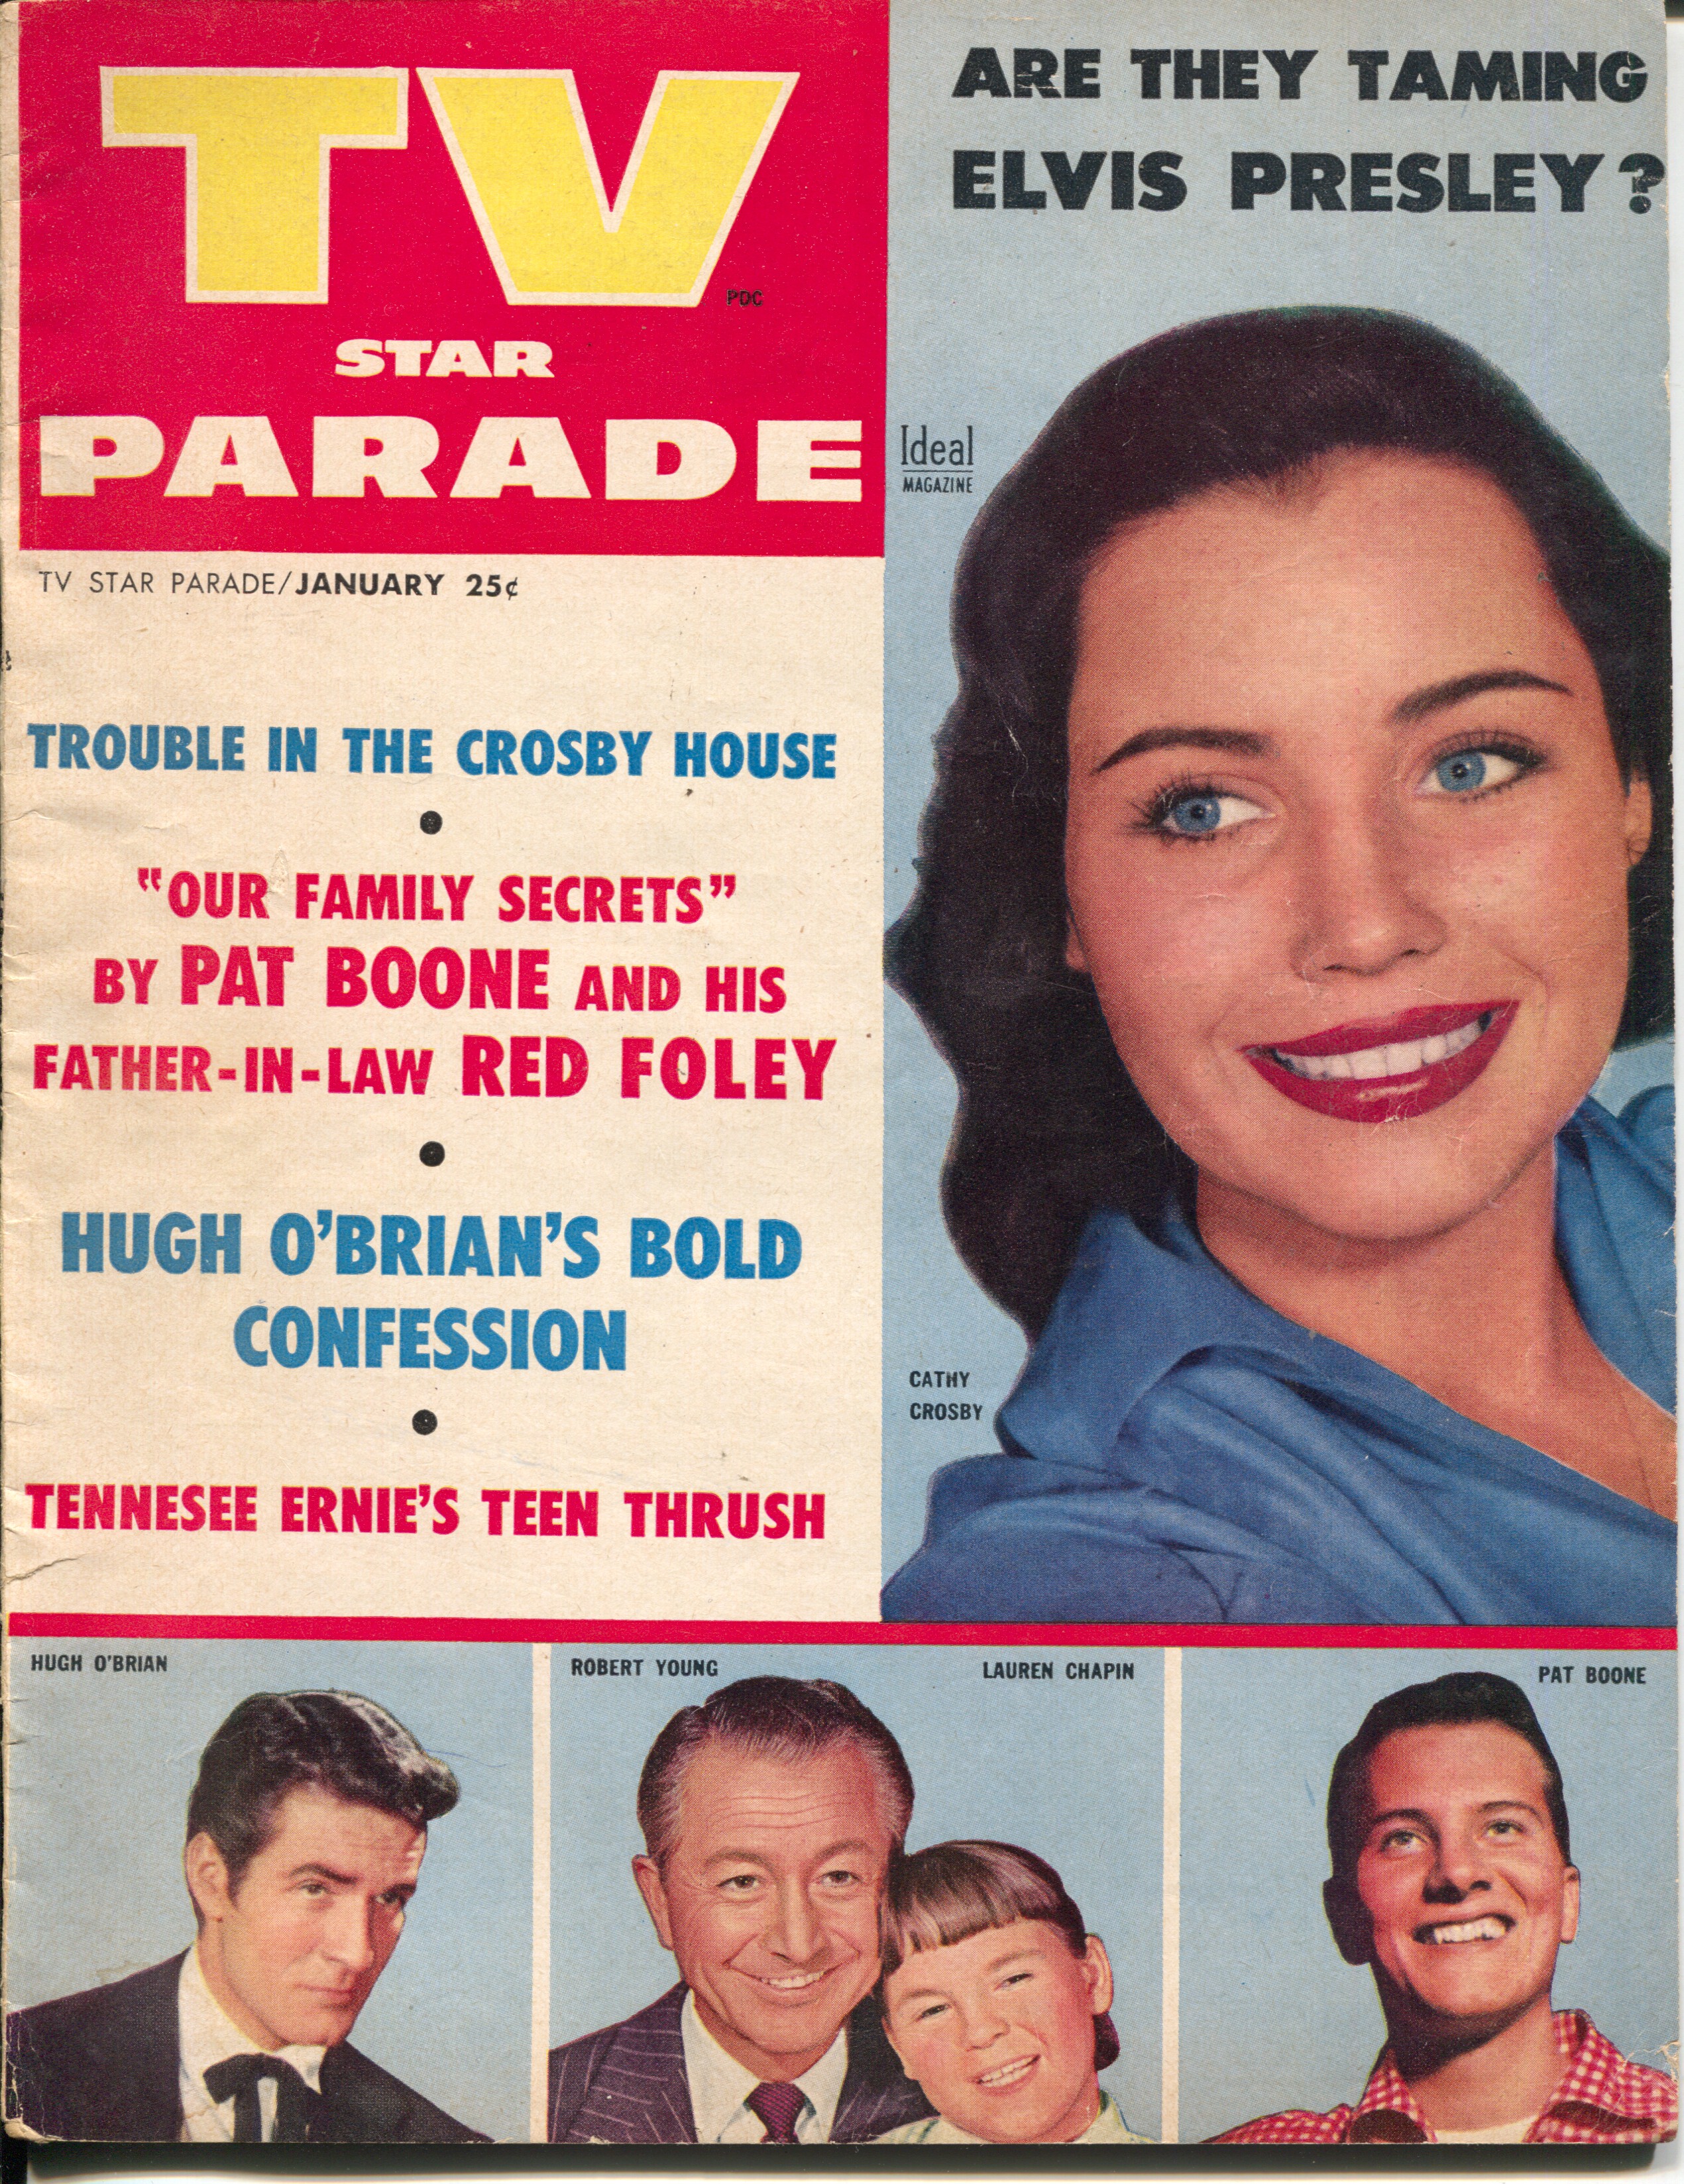 TV
PDC
STAR
PARADE
TV STAR PARADE/JANUARY 25¢
ARE THEY TAMING
ELVIS PRESLEY?
Ideal
MAGAZINE
TROUBLE IN THE CROSBY HOUSE
“OUR FAMILY SECRETS”
BY PAT BOONE AND HIS
FATHER-IN-LAW RED FOLEY
HUGH O’BRIAN’S BOLD
CONFESSION
TENNESEE ERNIE’S TEEN THRUSH
CATHY
CROSBY
HUGH O’BRIAN
ROBERT YOUNG
LAUREN CHAPIN
PAT BOONE